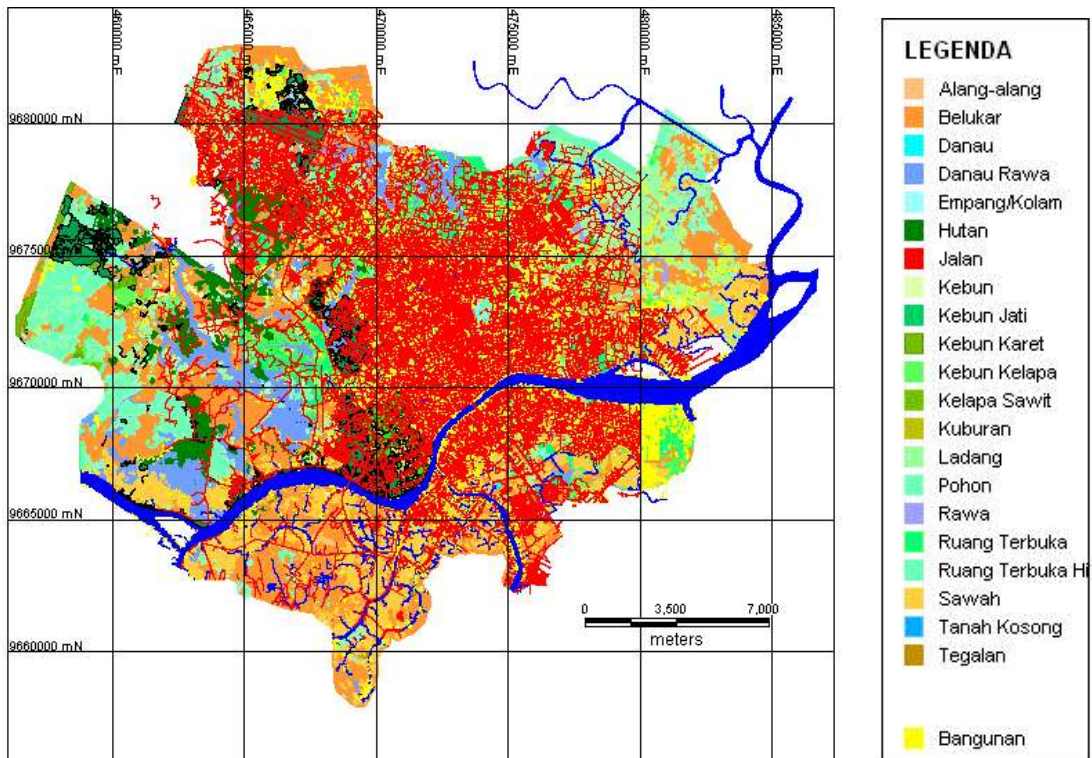 460000 mE
465000 mE
470000 mE
475000 mE
480000 mE
485000 mE
9680000 mN
9675000 mN
9670000 mN
9665000 mN
9660000 mN
0 3,500 7,000
meters
LEGENDA
Alang-alang
Belukar
Danau
Danau Rawa
Empang/Kolam
Hutan
Jalan
Kebun
Kebun Jati
Kebun Karet
Kebun Kelapa
Kelapa Sawit
Kuburan
Ladang
Pohon
Rawa
Ruang Terbuka
Ruang Terbuka Hi
Sawah
Tanah Kosong
Tegalan
Bangunan